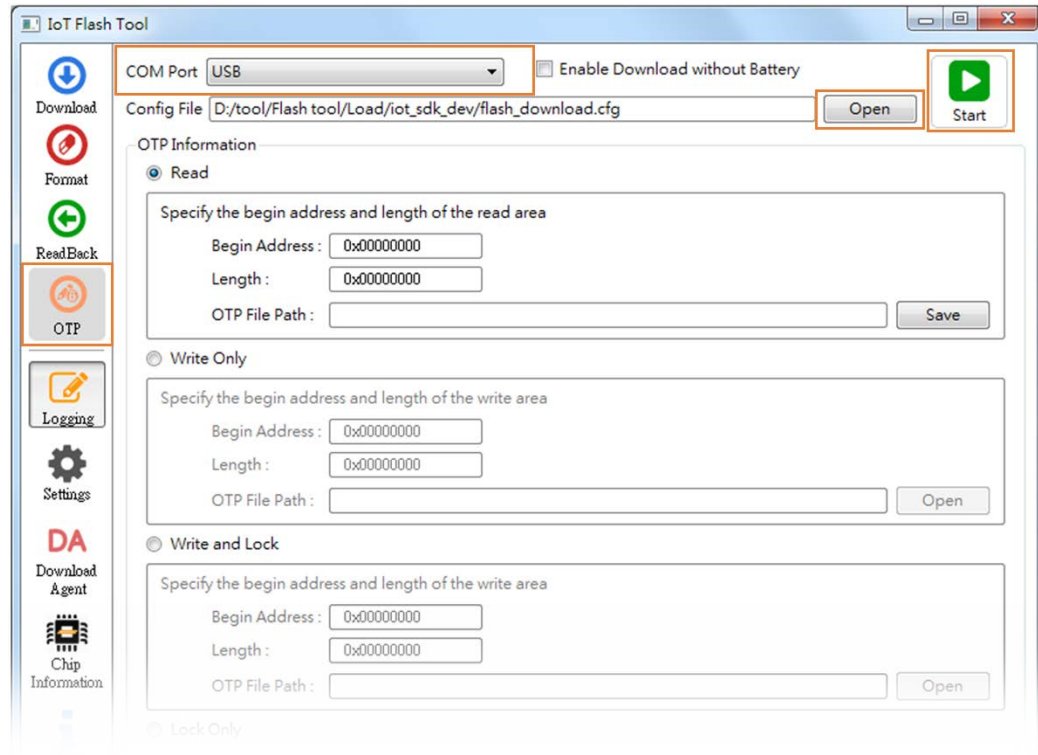 IoT Flash Tool
COM Port USB
Enable Download without Battery
Config File D:/tool/Flash tool/Load/iot_sdk_dev/flash_download.cfg
Open
Start
Download
Format
ReadBack
OTP
Logging
Settings
DA
Download
Agent
Chip
Information
OTP Information
Read
Specify the begin address and length of the read area
Begin Address : 0x00000000
Length : 0x00000000
OTP File Path :
Save
Write Only
Specify the begin address and length of the write area
Begin Address : 0x00000000
Length : 0x00000000
OTP File Path :
Open
Write and Lock
Specify the begin address and length of the write area
Begin Address : 0x00000000
Length : 0x00000000
OTP File Path :
Open
Lock Only